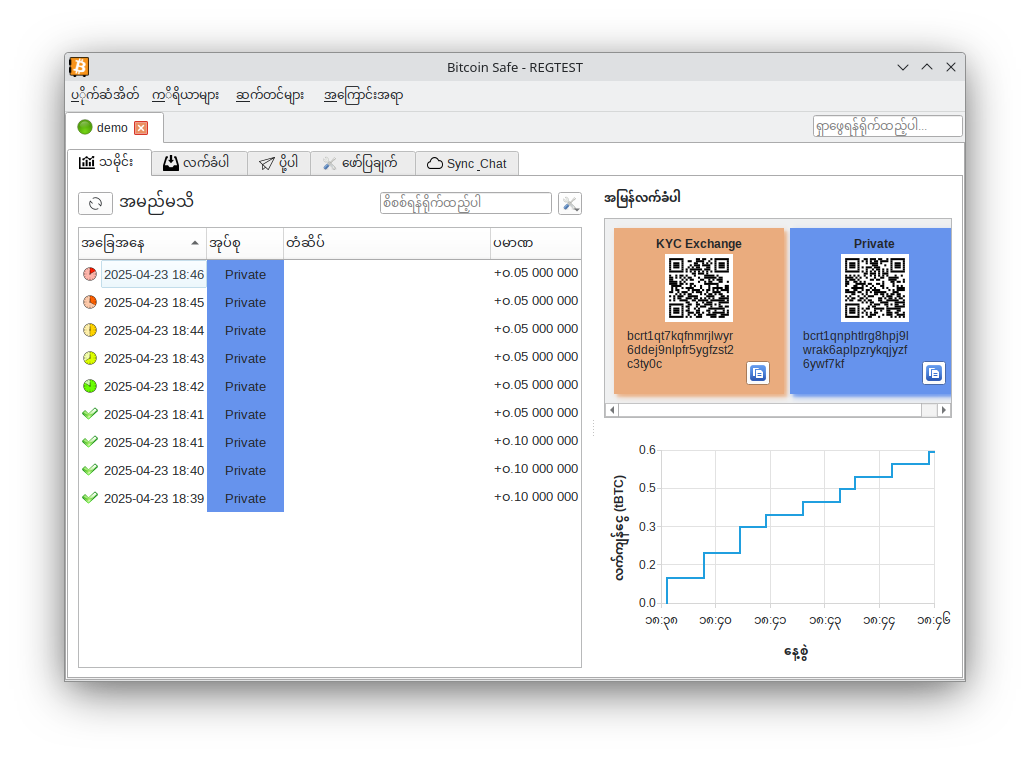 Bitcoin Safe - REGTEST
ပိုက်ဆံအိတ် ကိရိယာများ ဆက်တင်များ အကြောင်းအရာ
demo
ရှာဖွေရန်ရိုက်ထည့်ပါ...
သမိုင်း လက်ခံပါ ပို့ပါ ဖော်ပြချက် Sync _Chat
အမည်မသိ
စိစစ်ရန်ရိုက်ထည့်ပါ
အမြန်လက်ခံပါ
အခြေအနေ အုပ်စု တံဆိပ် ပမာဏ
2025-04-23 18:46 Private +၀.05 000 000
2025-04-23 18:45 Private +၀.05 000 000
2025-04-23 18:44 Private +၀.05 000 000
2025-04-23 18:43 Private +၀.05 000 000
2025-04-23 18:42 Private +၀.05 000 000
2025-04-23 18:41 Private +၀.05 000 000
2025-04-23 18:41 Private +၀.10 000 000
2025-04-23 18:40 Private +၀.10 000 000
2025-04-23 18:39 Private +၀.10 000 000
KYC Exchange
bcrt1qt7kqfnmrjlwyr
6ddej9nlpfr5ygfzst2
c3ty0c
Private
bcrt1qnphtlrg8hpj9l
wrak6aplpzrykqjyzf
6ywf7kf
လက်ကျန်ငွေ (tBTC)
0.6
0.5
0.3
0.2
0.0
၁၈:၃၈ ၁၈:၄၀ ၁၈:၄၁ ၁၈:၄၃ ၁၈:၄၄ ၁၈:၄၆
နေ့စွဲ